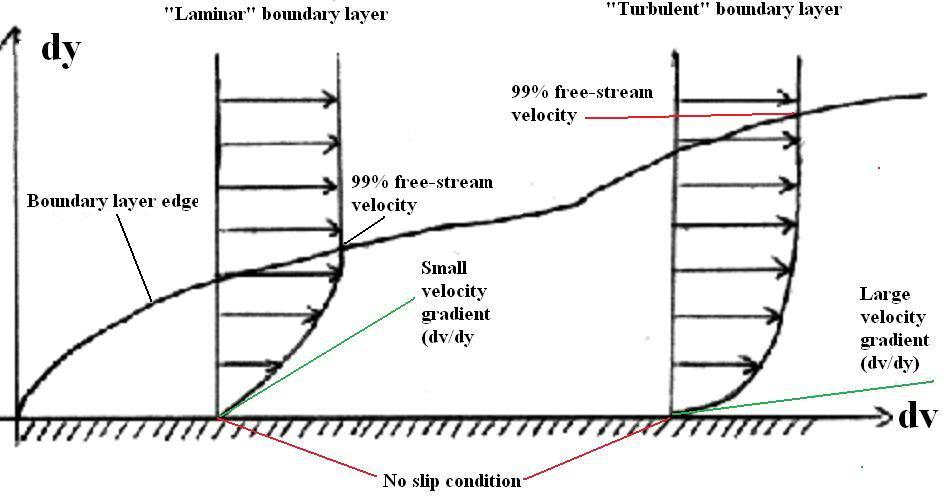 "Laminar" boundary layer
"Turbulent" boundary layer
dy
99% free-stream
velocity
99% free-stream
velocity
Boundary layer edge
Small
velocity
gradient
(dv/dy
Large
velocity
gradient
(dv/dy)
dv
No slip condition